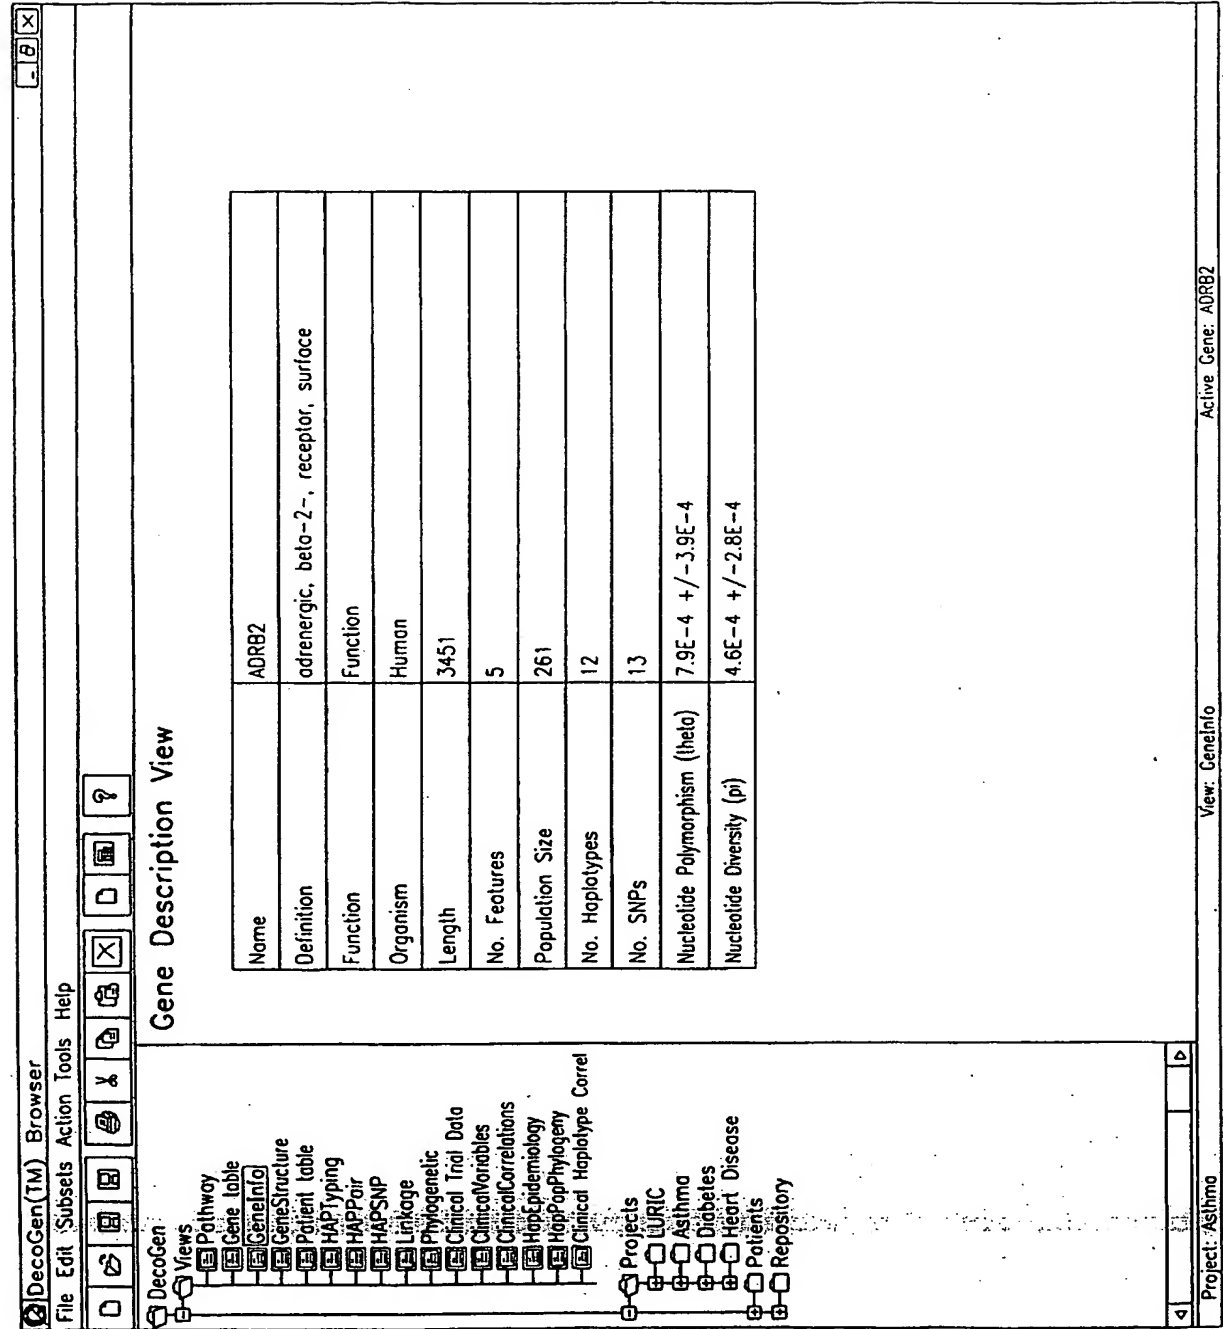 DecoGen(TM) Browser
File Edit Subsets Action Tools Help
DecoGen
Views
Pathway
Gene table
GeneInfo
GeneStructure
Patient table
HAPTyping
HAPPair
HAPSNP
Linkage
Phylogenetic
Clinical Trial Data
ClinicalVariables
ClinicalCorrelations
HapEpidemiology
HapPopPhylogeny
Clinical Haplotype Correl
Projects
LURIC
Asthma
Diabetes
Heart Disease
Patients
Repository
Gene Description View
Name ADRB2
Definition adrenergic, beta-2-, receptor, surface
Function Function
Organism Human
Length 3451
No. Features 5
Population Size 261
No. Haplotypes 12
No. SNPs 13
Nucleotide Polymorphism (theta) 7.9E-4 +/-3.9E-4
Nucleotide Diversity (pi) 4.6E-4 +/-2.8E-4
Project: Asthma View: GeneInfo Active Gene: ADRB2